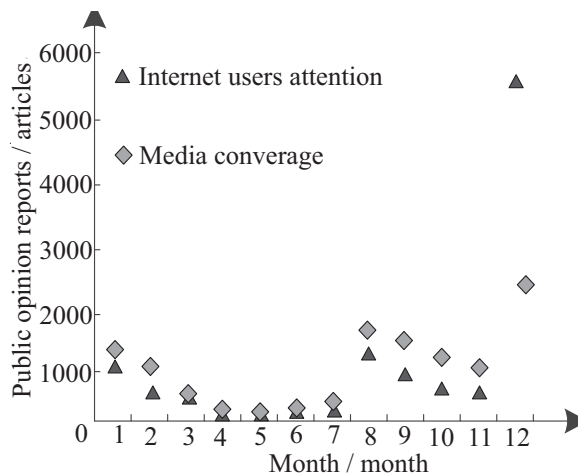 Public opinion reports / articles
6000
5000
4000
3000
2000
1000
0
Internet users attention
Media converage
1 2 3 4 5 6 7 8 9 10 11 12
Month / month